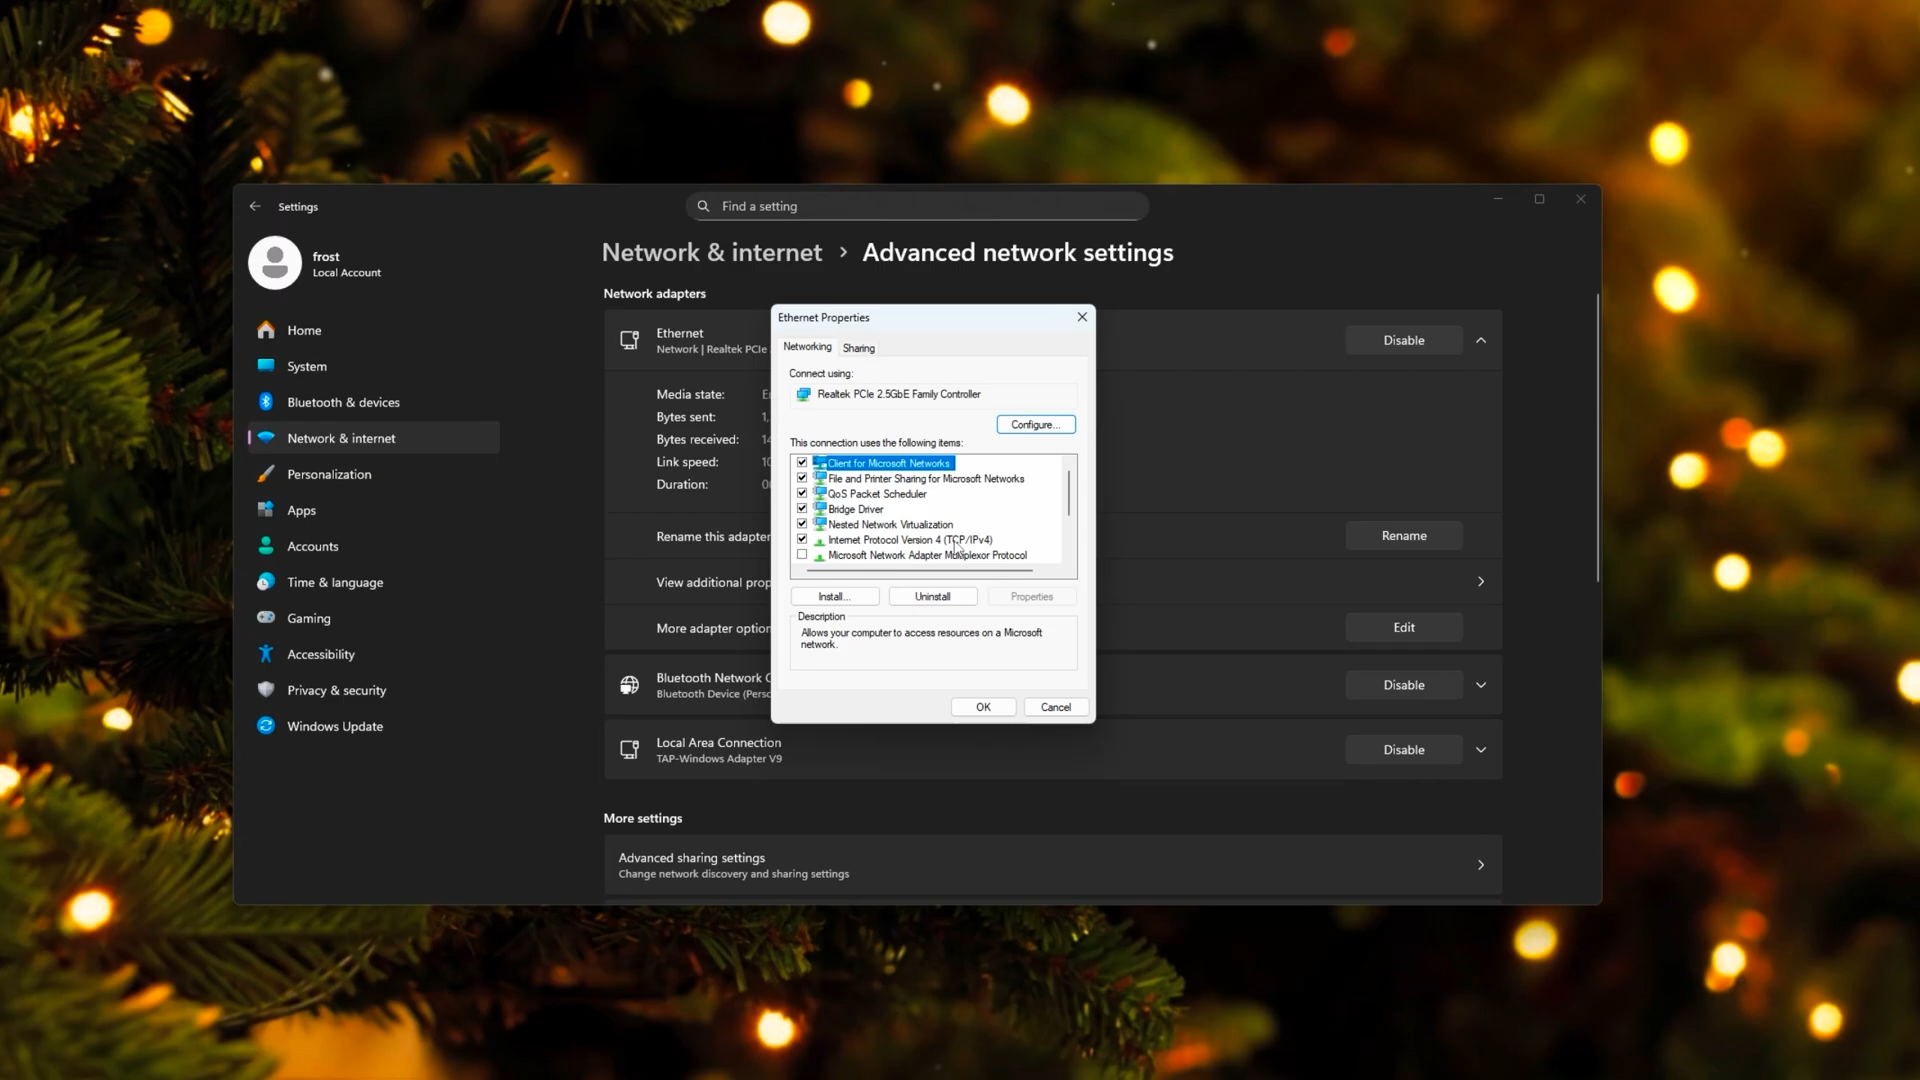 Settings
Find a setting
frost
Local Account
Home
System
Bluetooth & devices
Network & internet
Personalization
Apps
Accounts
Time & language
Gaming
Accessibility
Privacy & security
Windows Update
Network & internet > Advanced network settings
Network adapters
Ethernet
Network | Realtek PCIe
Disable
Media state:
Bytes sent: 1,
Bytes received: 14
Link speed: 10
Duration:
Rename this adapter
Rename
View additional prop
More adapter option
Edit
Bluetooth Network C
Bluetooth Device (Perso
Disable
Local Area Connection
TAP-Windows Adapter V9
Disable
More settings
Advanced sharing settings
Change network discovery and sharing settings
Ethernet Properties
Networking
Sharing
Connect using:
Realtek PCIe 2.5GbE Family Controller
Configure...
This connection uses the following items:
Client for Microsoft Networks
File and Printer Sharing for Microsoft Networks
QoS Packet Scheduler
Bridge Driver
Nested Network Virtualization
Internet Protocol Version 4 (TCP/IPv4)
Microsoft Network Adapter Multiplexor Protocol
Install...
Uninstall
Properties
Description
Allows your computer to access resources on a Microsoft
network.
OK
Cancel